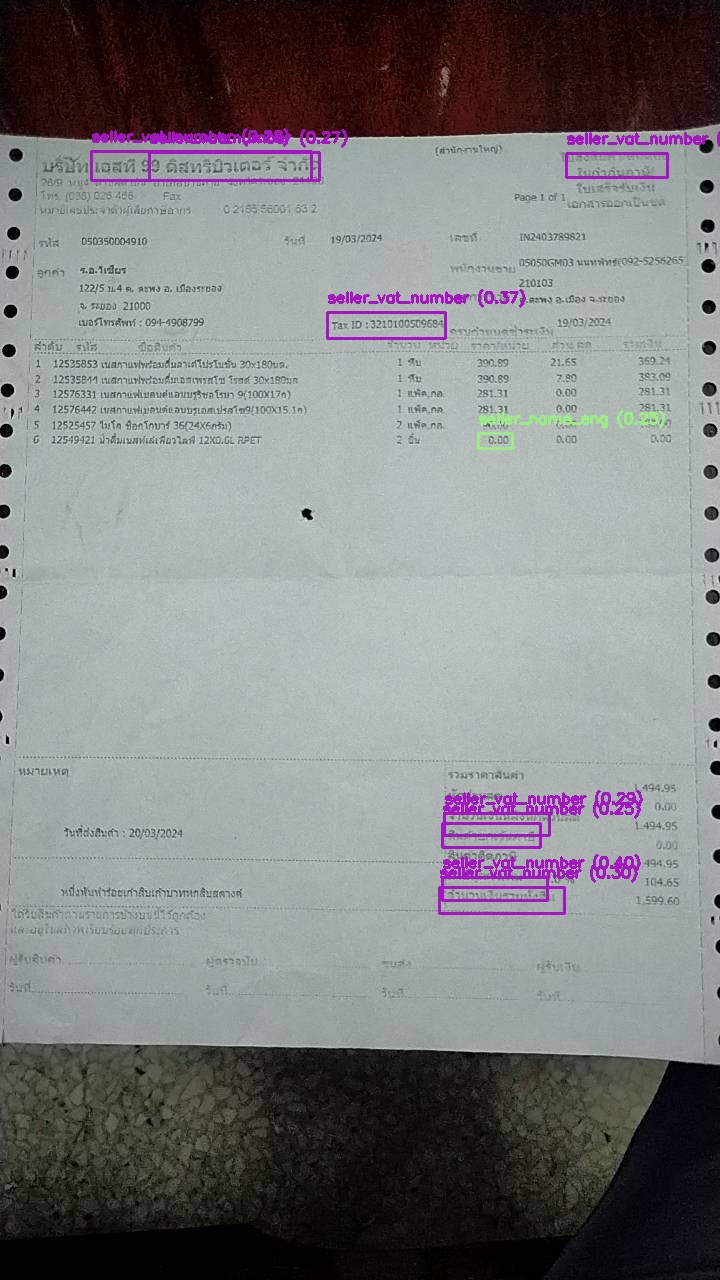 seller_vat_number (0.27)
seller_vat_number
(สำนักงานใหญ่)
บริษัท เอสที 99 ดิสทริบิวเตอร์ จำกั
ใบกำกับภาษี/
ใบเสร็จรับเงิน
เอกสารออกเป็นชุด
โทร. (038) 026 466 Fax
Page 1 of 1
หมายเลขประจำตัวผู้เสียภาษีอากร 0 2155 56001 63 2
รหัส 050350004910 วันที่ 19/03/2024 เลขที่ IN2403789821
ลูกค้า ร.อ.วิเชียร
พนักงานขาย 05050GM03 นนทพัทธ์(092-5256265
122/5 ม.4 ต. ตะพง อ. เมืองระยอง
210103
จ. ระยอง 21000
seller_vat_number (0.37)
ต.ตะพง อ.เมือง จ.ระยอง
เบอร์โทรศัพท์ : 094-4908799 Tax ID : 3210100509684 ครบกำหนดชำระเงิน 19/03/2024
ลำดับ รหัส ชื่อสินค้า จำนวน หน่วย ราคา/หน่วย ส่วนลด รวมเงิน
1 12535853 เนสกาแฟพร้อมดื่มลาเต้โปรโมชั่น 30x180มล. 1 หีบ 390.89 21.65 369.24
2 12535844 เนสกาแฟพร้อมดื่มเอสเพรสโซ โรสต์ 30x180มล 1 หีบ 390.89 7.80 383.09
3 12576331 เนสกาแฟเบลนด์แอนบรูริชอโรมา 9(100X17ก) 1 แพ็ค,กล. 281.31 0.00 281.31
4 12576442 เนสกาแฟเบลนด์แอนบรูเอสเปรสโซ9(100X15.1ก) 1 แพ็ค,กล. 281.31 0.00 281.31
seller_name_eng
5 12525457 ไมโล ช็อกโกบาร์ 36(24X6กรัม) 2 แพ็ค,กล.
6 12549421 น้ำดื่มเนสท์เล่เพียวไลฟ์ 12X0.6L RPET 2 ชิ้น 0.00 0.00 0.00
หมายเหตุ
รวมราคาสินค้า 1,494.95
seller_vat_number (0.29)
0.00
seller_vat_number (0.25)
1,494.95
วันที่ส่งสินค้า : 20/03/2024
0.00
สินค้าคิดภาษี
seller_vat_number (0.40) 494.95
seller_vat_number (0.30)
104.65
หนึ่งพันห้าร้อยเก้าสิบเก้าบาทหกสิบสตางค์ จำนวนเงินรวมทั้งสิ้น 1,599.60
ได้รับสินค้าตามรายการข้างบนนี้ไว้ถูกต้อง
และอยู่ในสภาพเรียบร้อยทุกประการ
ผู้รับสินค้า ผู้ตรวจนับ ขนส่ง ผู้รับเงิน
วันที่ วันที่ วันที่ วันที่